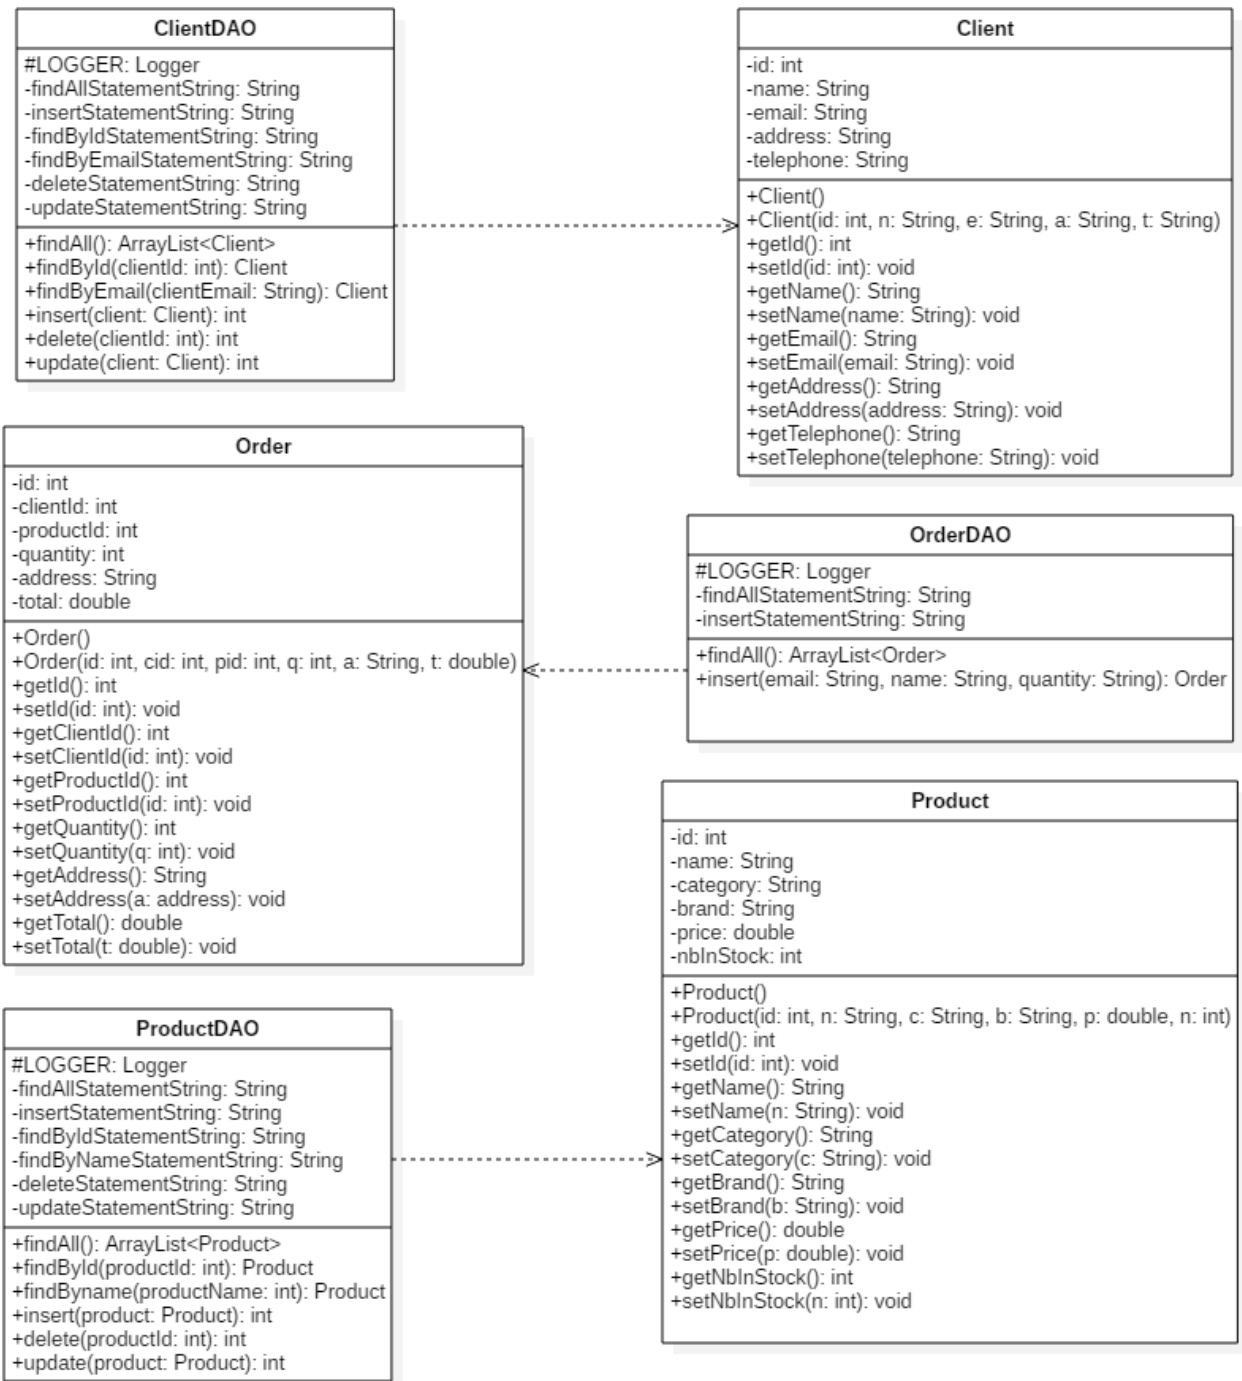 ClientDAO
#LOGGER: Logger
-findAllStatementString: String
-insertStatementString: String
-findByIdStatementString: String
-findByEmailStatementString: String
-deleteStatementString: String
-updateStatementString: String
+findAll(): ArrayList<Client>
+findById(clientId: int): Client
+findByEmail(clientEmail: String): Client
+insert(client: Client): int
+delete(clientId: int): int
+update(client: Client): int
Client
-id: int
-name: String
-email: String
-address: String
-telephone: String
+Client()
+Client(id: int, n: String, e: String, a: String, t: String)
+getId(): int
+setId(id: int): void
+getName(): String
+setName(name: String): void
+getEmail(): String
+setEmail(email: String): void
+getAddress(): String
+setAddress(address: String): void
+getTelephone(): String
+setTelephone(telephone: String): void
Order
-id: int
-clientId: int
-productId: int
-quantity: int
-address: String
-total: double
+Order()
+Order(id: int, cid: int, pid: int, q: int, a: String, t: double)
+getId(): int
+setId(id: int): void
+getClientId(): int
+setClientId(id: int): void
+getProductId(): int
+setProductId(id: int): void
+getQuantity(): int
+setQuantity(q: int): void
+getAddress(): String
+setAddress(a: address): void
+getTotal(): double
+setTotal(t: double): void
OrderDAO
#LOGGER: Logger
-findAllStatementString: String
-insertStatementString: String
+findAll(): ArrayList<Order>
+insert(email: String, name: String, quantity: String): Order
Product
-id: int
-name: String
-category: String
-brand: String
-price: double
-nbInStock: int
+Product()
+Product(id: int, n: String, c: String, b: String, p: double, n: int)
+getId(): int
+setId(id: int): void
+getName(): String
+setName(n: String): void
+getCategory(): String
+setCategory(c: String): void
+getBrand(): String
+setBrand(b: String): void
+getPrice(): double
+setPrice(p: double): void
+getNbInStock(): int
+setNbInStock(n: int): void
ProductDAO
#LOGGER: Logger
-findAllStatementString: String
-insertStatementString: String
-findByIdStatementString: String
-findByNameStatementString: String
-deleteStatementString: String
-updateStatementString: String
+findAll(): ArrayList<Product>
+findById(productId: int): Product
+findByname(productName: int): Product
+insert(product: Product): int
+delete(productId: int): int
+update(product: Product): int